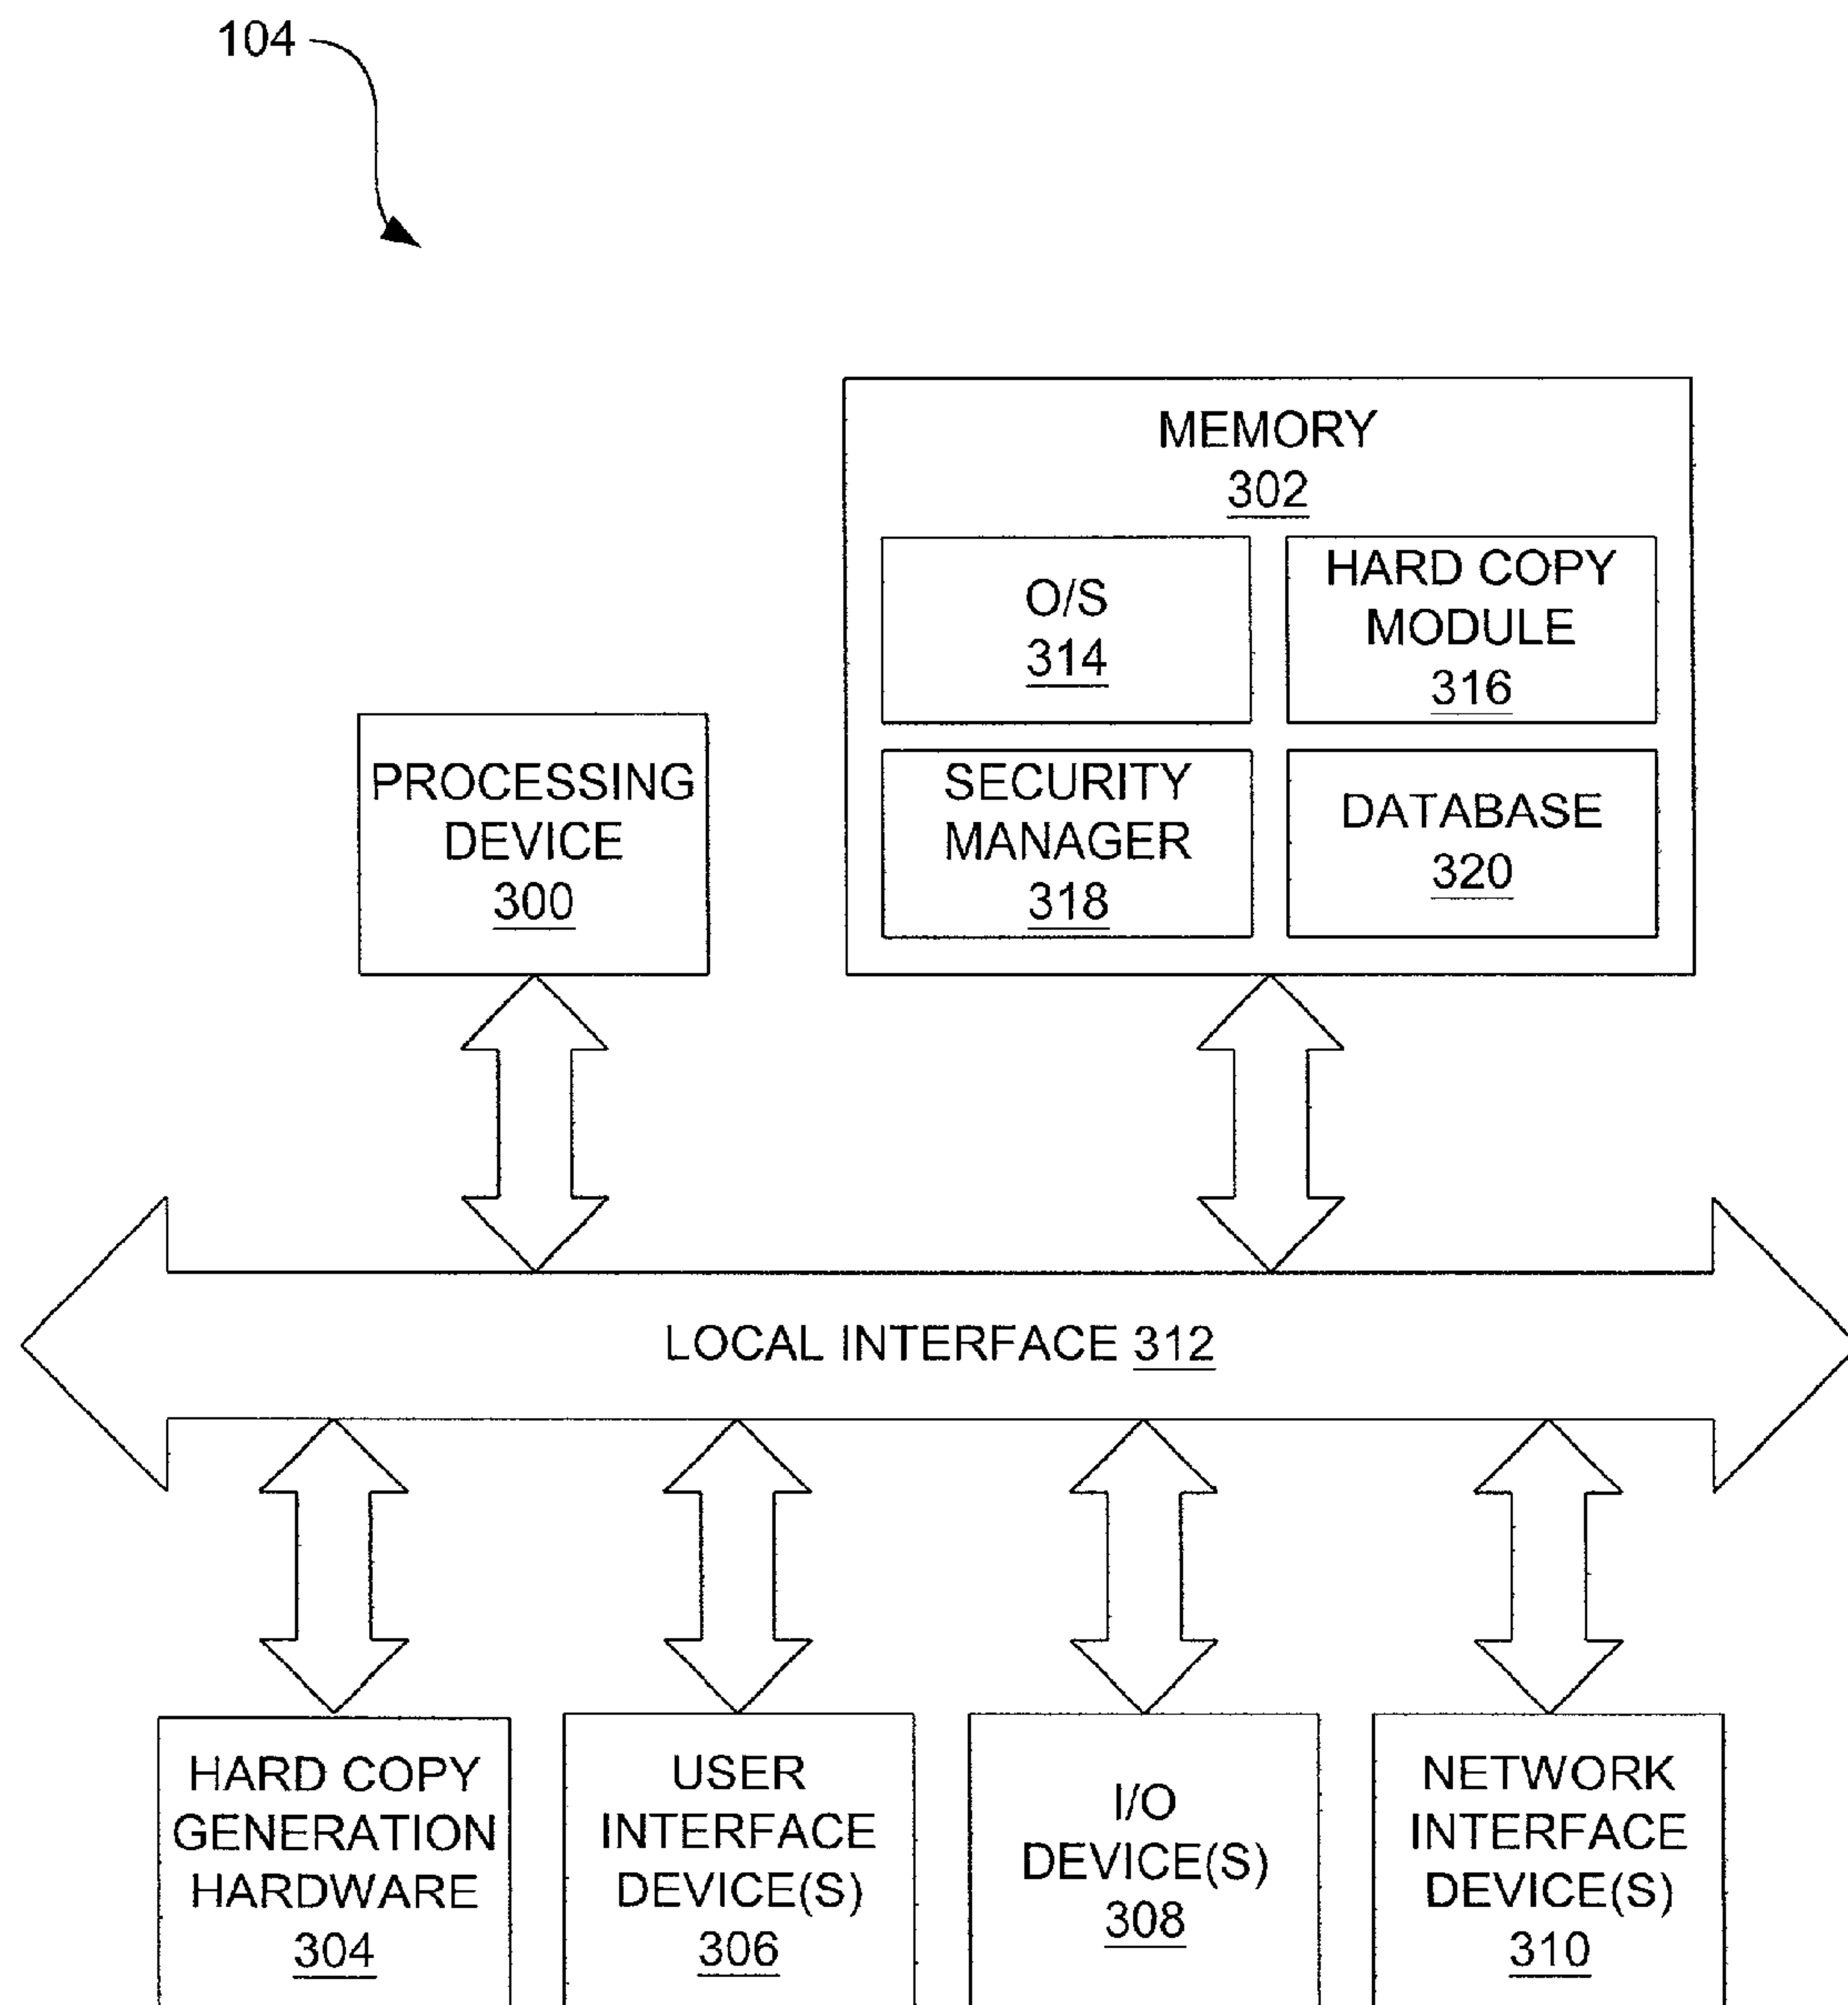 104
MEMORY
302
O/S
314
HARD COPY
MODULE
316
SECURITY
MANAGER
318
DATABASE
320
PROCESSING
DEVICE
300
LOCAL INTERFACE 312
HARD COPY
GENERATION
HARDWARE
304
USER
INTERFACE
DEVICE(S)
306
I/O
DEVICE(S)
308
NETWORK
INTERFACE
DEVICE(S)
310